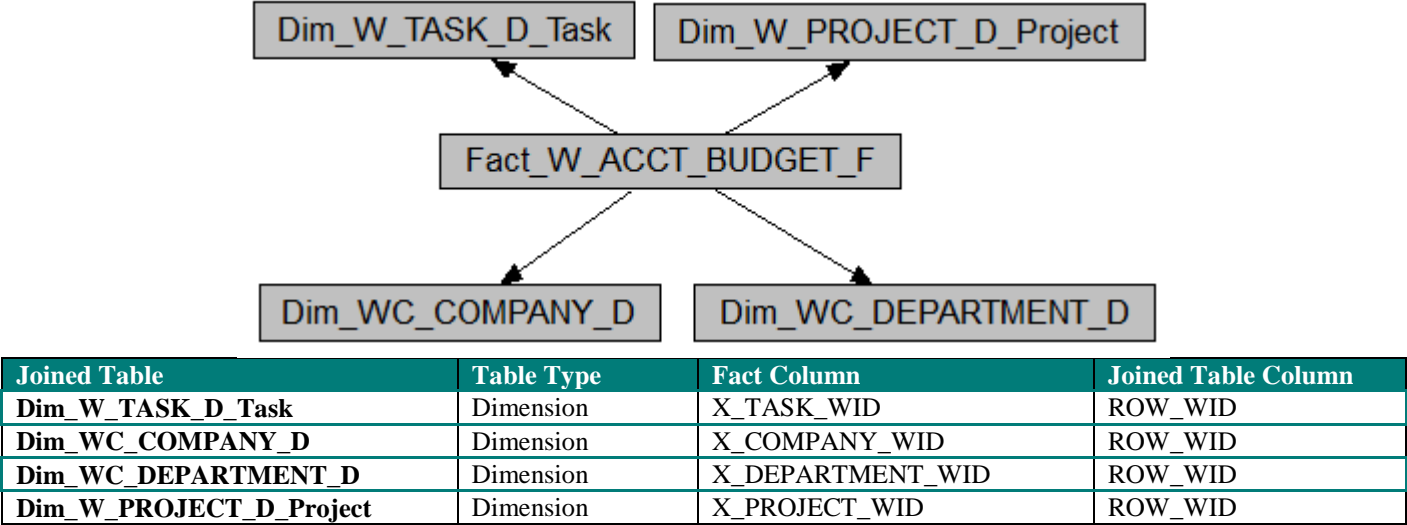 Dim_W_TASK_D_Task Dim_W_PROJECT_D_Project
Fact_W_ACCT_BUDGET_F
Dim_WC_COMPANY_D Dim_WC_DEPARTMENT_D
Joined Table Table Type Fact Column Joined Table Column
Dim_W_TASK_D_Task Dimension X_TASK_WID ROW_WID
Dim_WC_COMPANY_D Dimension X_COMPANY_WID ROW_WID
Dim_WC_DEPARTMENT_D Dimension X_DEPARTMENT_WID ROW_WID
Dim_W_PROJECT_D_Project Dimension X_PROJECT_WID ROW_WID